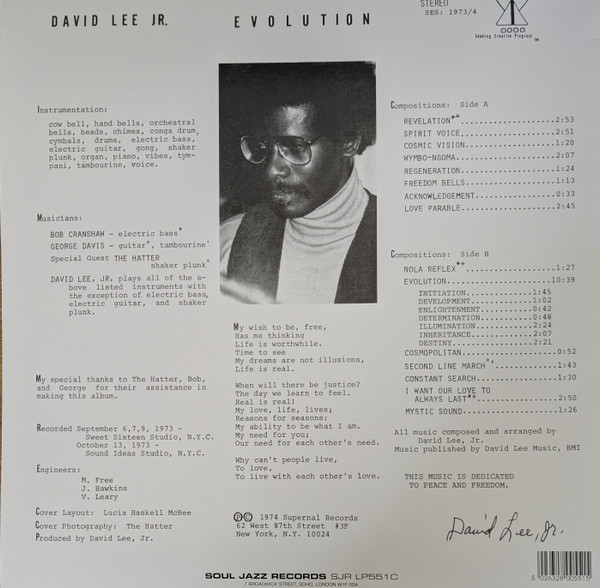 DAVID LEE JR. EVOLUTION
STEREO
SES: 1973/4
Seeking Creative Progress TM
Instrumentation:
cow bell, hand bells, orchestral
bells, beads, chimes, conga drum,
cymbals, drums, electric bass,
electric guitar, gong, shaker
plunk, organ, piano, vibes, tym-
pani, tambourine, voice.
Musicians:
BOB CRANSHAW - electric bass*
GEORGE DAVIS - guitar+, tambourine°
Special Guest THE HATTER
shaker plunk'
DAVID LEE, JR. plays all of the a-
bove listed instruments with
the exception of electric bass,
electric guitar, and shaker
plunk.
My special thanks to The Hatter, Bob,
and George for their assistance in
making this album.
Recorded September 6,7,9, 1973 -
Sweet Sixteen Studio, N.Y.C.
October 13, 1973 -
Sound Ideas Studio, N.Y.C.
Engineers:
M. Free
J. Hawkins
V. Leary
Cover Layout: Lucia Haskell McBee
Cover Photography: The Hatter
Produced by David Lee, Jr.
My wish to be, free,
Has me thinking
Life is worthwhile.
Time to see
My dreams are not illusions,
Life is real.
When will there be justice?
The day we learn to feel.
Real is real!
My love, life, lives;
Reasons for seasons;
My ability to be what I am.
My need for you;
Our need for each other's need.
Why can't people live,
To love,
To live with each other's love.
Ⓟ© 1974 Supernal Records
62 West 87th Street #3F
New York, N.Y. 10024
Compositions: Side A
REVELATION*+...2:53
SPIRIT VOICE...2:51
COSMIC VISION...1:20
WYMBO-NGOMA...2:07
REGENERATION...1:24
FREEDOM BELLS...1:13
ACKNOWLEDGEMENT...0:33
LOVE PARABLE...2:45
Compositions: Side B
NOLA REFLEX*+...1:27
EVOLUTION...10:39
INITIATION...1:45
DEVELOPMENT...1:02
ENLIGHTENMENT...0:42
DETERMINATION...0:48
ILLUMINATION...2:24
INHERITANCE...2:07
DESTINY...2:21
COSMOPOLITAN...0:52
SECOND LINE MARCH°'...1:43
CONSTANT SEARCH...1:30
I WANT OUR LOVE TO
ALWAYS LAST*+...2:50
MYSTIC SOUND...1:26
All music composed and arranged by
David Lee, Jr.
Music published by David Lee Music, BMI
THIS MUSIC IS DEDICATED
TO PEACE AND FREEDOM.
David Lee, Jr.
SOUL JAZZ RECORDS SJR LP551C
7 BROADWICK STREET, SOHO, LONDON W1F 0DA
5 026328 005515